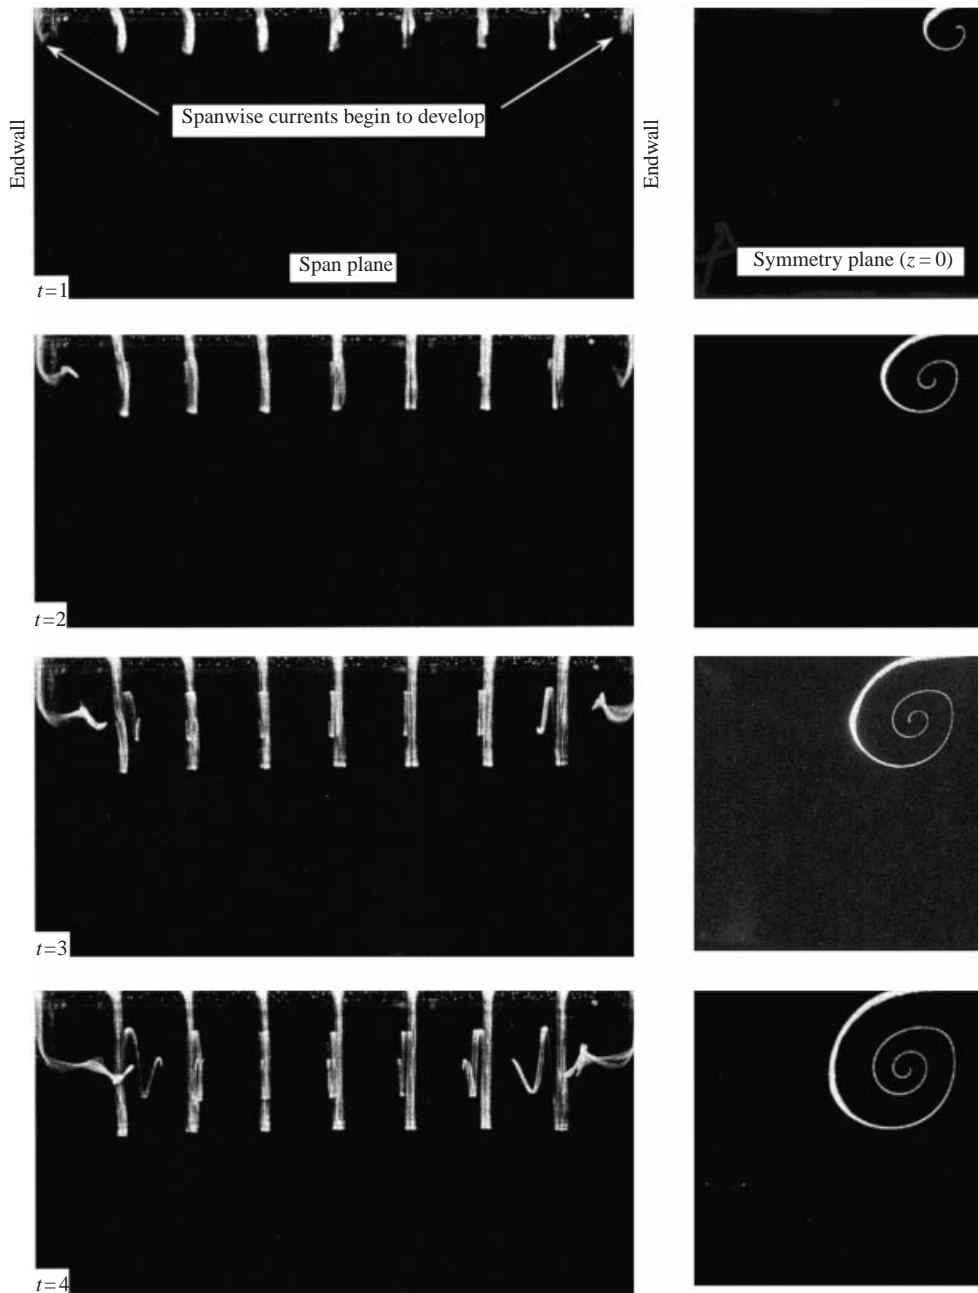 Endwall
Spanwise currents begin to develop
Endwall
Span plane
Symmetry plane (z = 0)
t=1
t=2
t=3
t=4